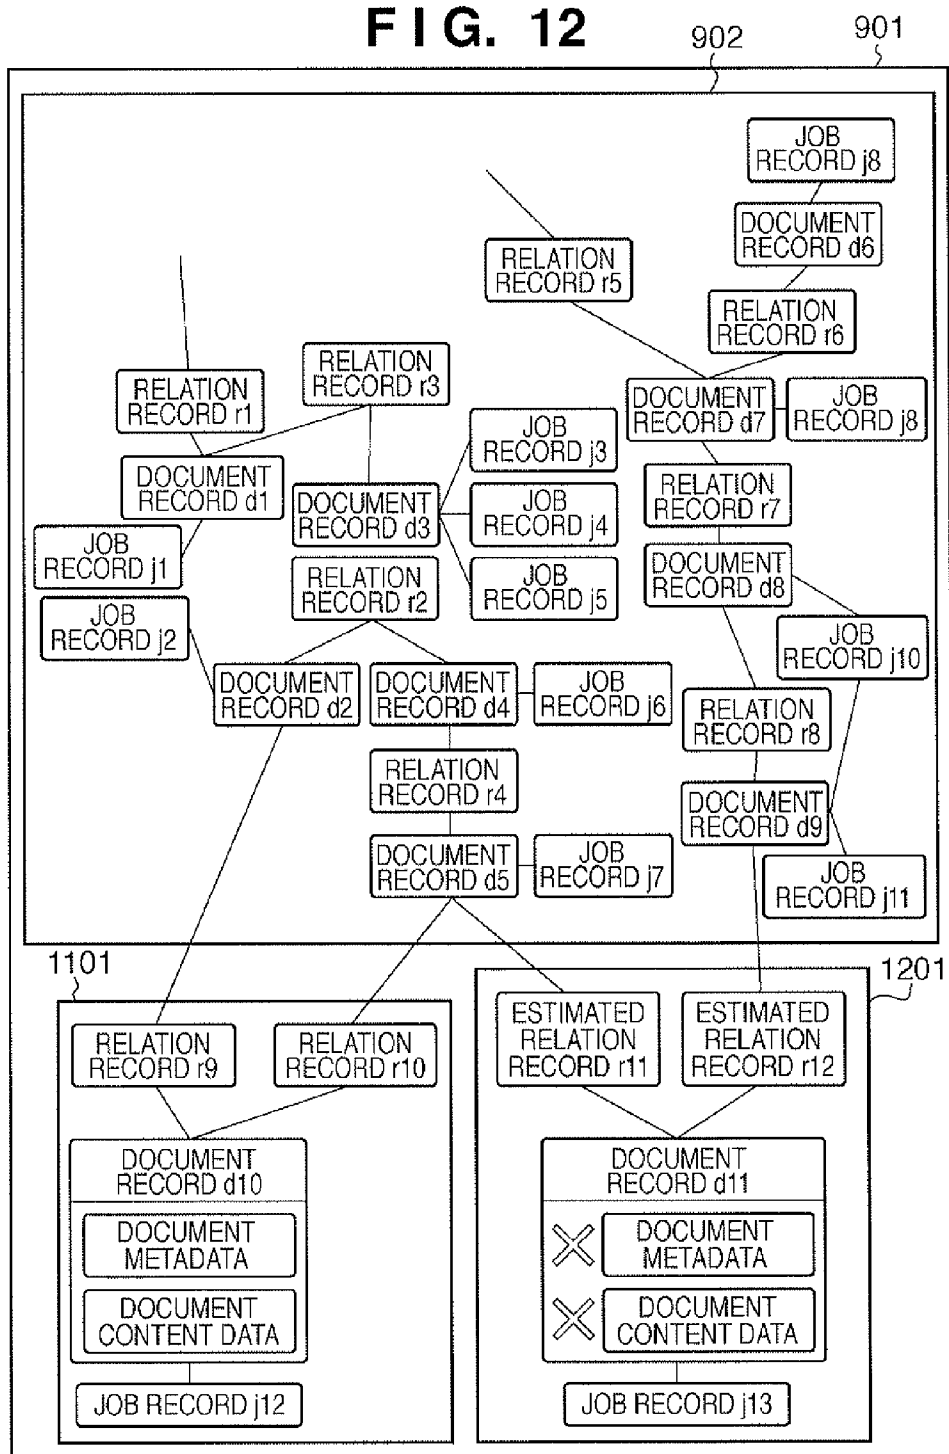 FIG. 12
902
901
JOB
RECORD j8
DOCUMENT
RECORD d6
RELATION
RECORD r5
RELATION
RECORD r6
RELATION
RECORD r1
RELATION
RECORD r3
DOCUMENT
RECORD d7
JOB
RECORD j8
DOCUMENT
RECORD d1
JOB
RECORD j3
RELATION
RECORD r7
DOCUMENT
RECORD d3
JOB
RECORD j4
JOB
RECORD j1
RELATION
RECORD r2
JOB
RECORD j5
DOCUMENT
RECORD d8
JOB
RECORD j2
JOB
RECORD j10
DOCUMENT
RECORD d2
DOCUMENT
RECORD d4
JOB
RECORD j6
RELATION
RECORD r8
RELATION
RECORD r4
DOCUMENT
RECORD d9
DOCUMENT
RECORD d5
JOB
RECORD j7
JOB
RECORD j11
1101
1201
RELATION
RECORD r9
RELATION
RECORD r10
ESTIMATED
RELATION
RECORD r11
ESTIMATED
RELATION
RECORD r12
DOCUMENT
RECORD d10
DOCUMENT
METADATA
DOCUMENT
CONTENT DATA
JOB RECORD j12
DOCUMENT
RECORD d11
DOCUMENT
METADATA
DOCUMENT
CONTENT DATA
JOB RECORD j13